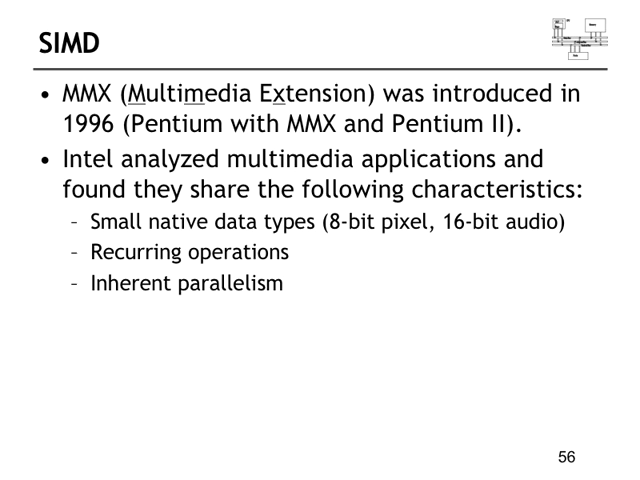 SIMD
• MMX (Multimedia Extension) was introduced in
1996 (Pentium with MMX and Pentium II).
• Intel analyzed multimedia applications and
found they share the following characteristics:
– Small native data types (8-bit pixel, 16-bit audio)
– Recurring operations
– Inherent parallelism
56